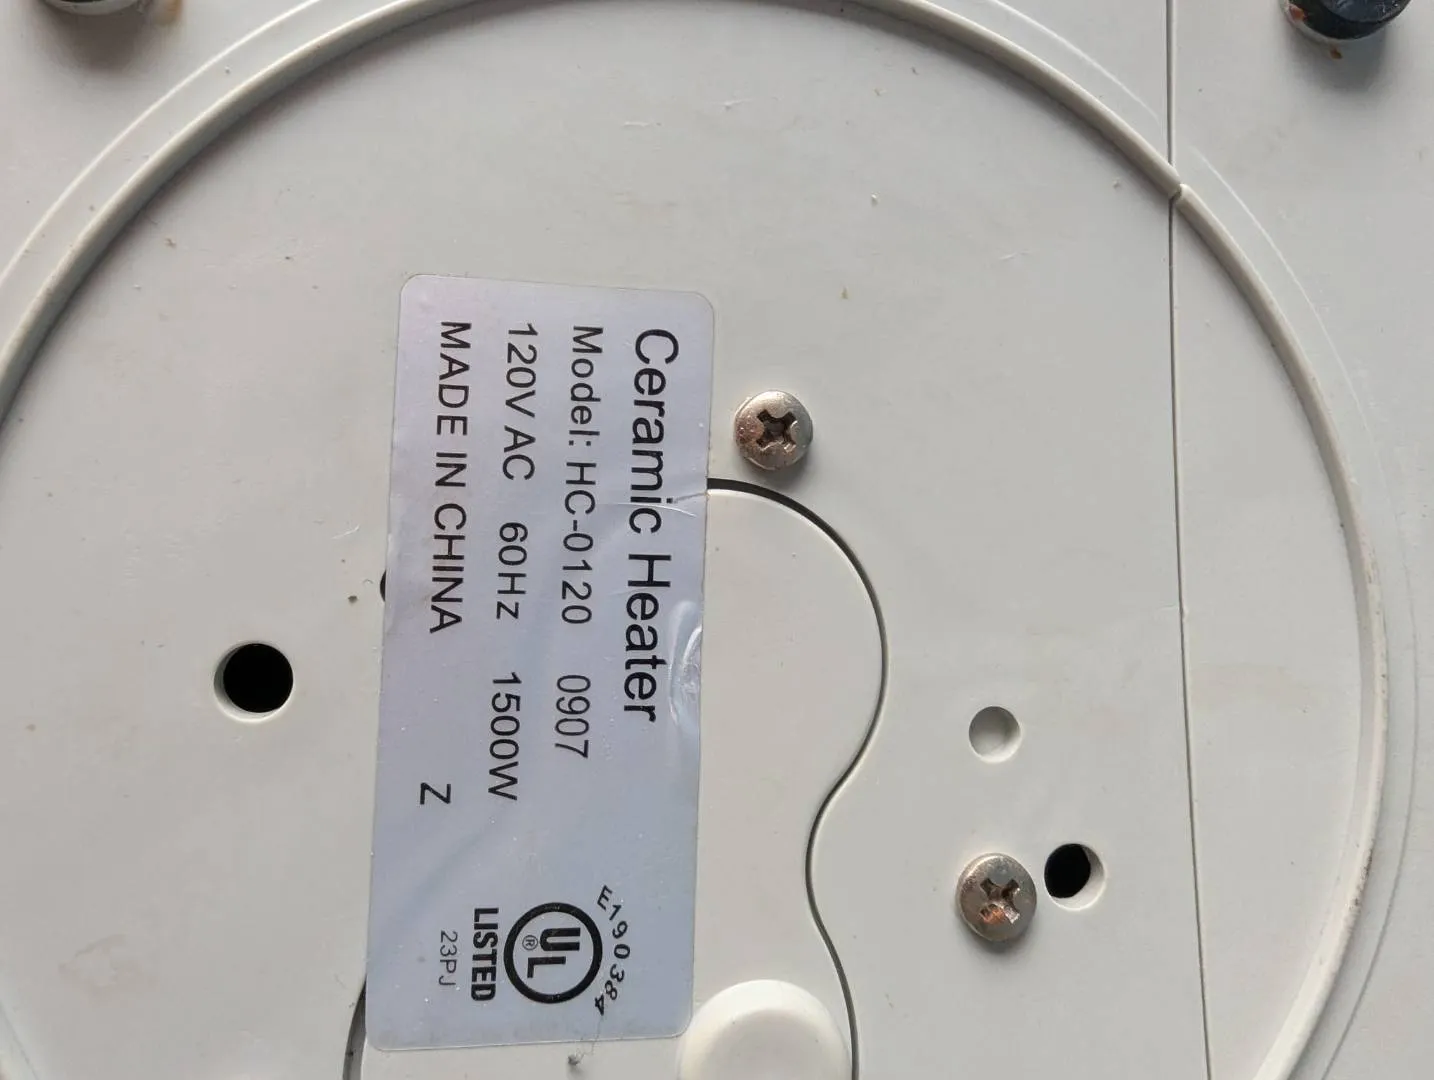 Ceramic Heater
Model: HC-0120 0907
120V AC 60Hz 1500W
MADE IN CHINA Z
E190384
UL
®
LISTED
23PJ